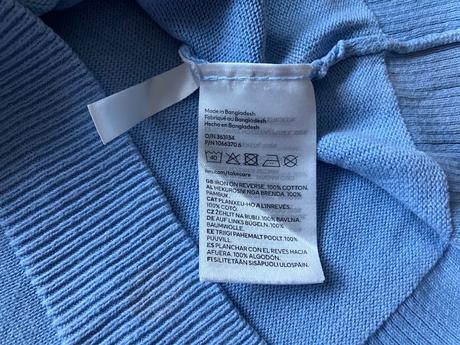 Made in Bangladesh
Fabriqué au Bangladesh
Hecho en Bangladesh
O/N 363134
P/N 1066370 6
40
hm.com/takecare
GB IRON ON REVERSE. 100% COTTON.
AL HEKUROSNI NGA BRENDA. 100%
PAMBUK.
CAT PLANXEU-HO A L'INREVÉS.
100% COTÓ.
CZ ŽEHLIT NA RUBU. 100% BAVLNA.
DE AUF LINKS BÜGELN. 100%
BAUMWOLLE.
EE TRIIGI PAHEMALT POOLT. 100%
PUUVILL.
ES PLANCHAR CON EL REVÉS HACIA
AFUERA. 100% ALGODÓN.
FI SILITETÄÄN SISÄPUOLI ULOSPÄIN.